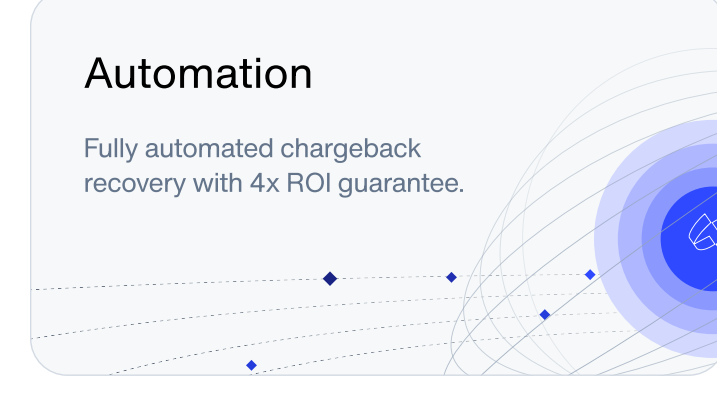 Automation
Fully automated chargeback
recovery with 4x ROI guarantee.